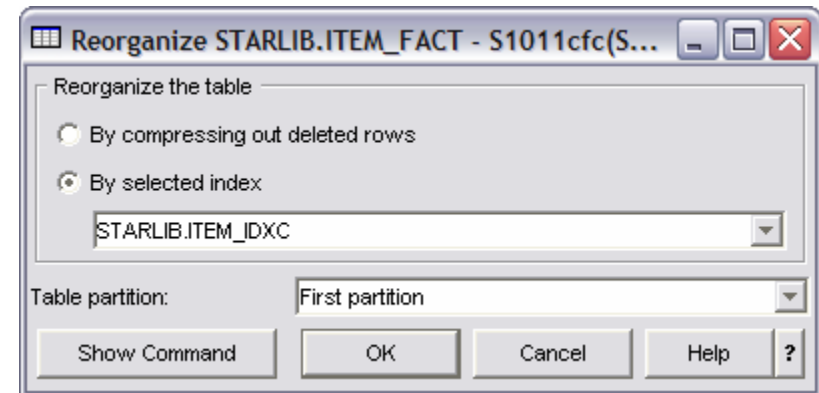 Reorganize STARLIB.ITEM_FACT - S1011cfc(S...
Reorganize the table
By compressing out deleted rows
By selected index
STARLIB.ITEM_IDXC
Table partition: First partition
Show Command OK Cancel Help ?